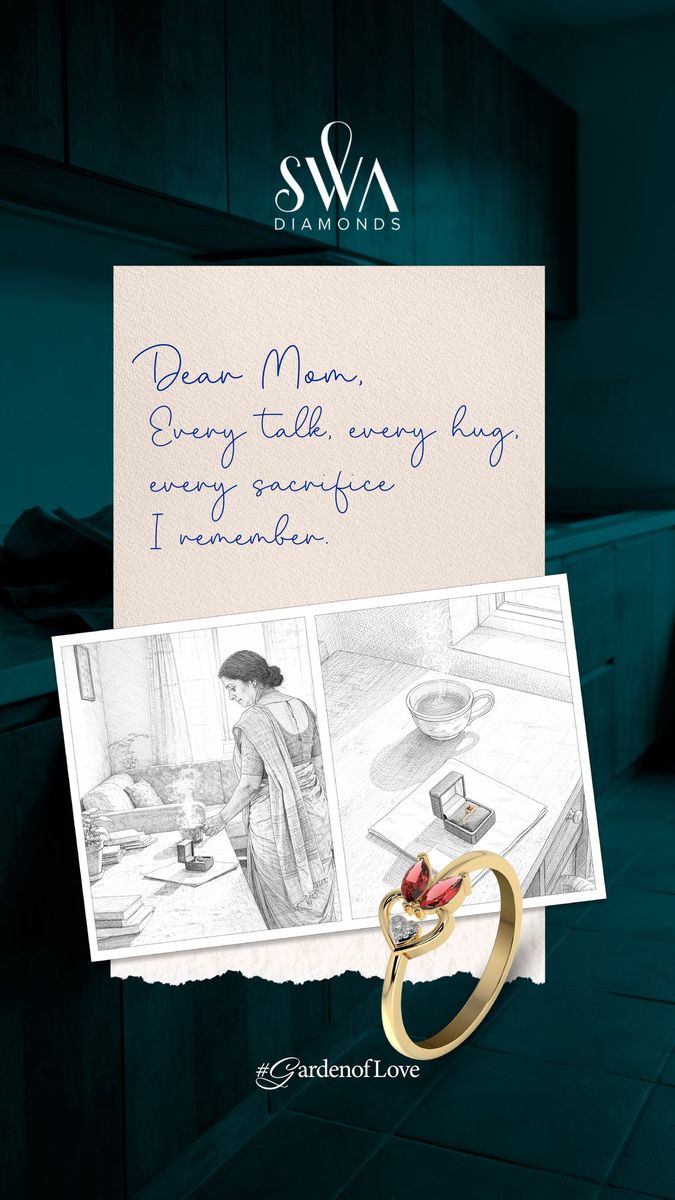 SWA
DIAMONDS
Dear Mom,
Every talk, every hug,
every sacrifice
I remember.
#GardenofLove